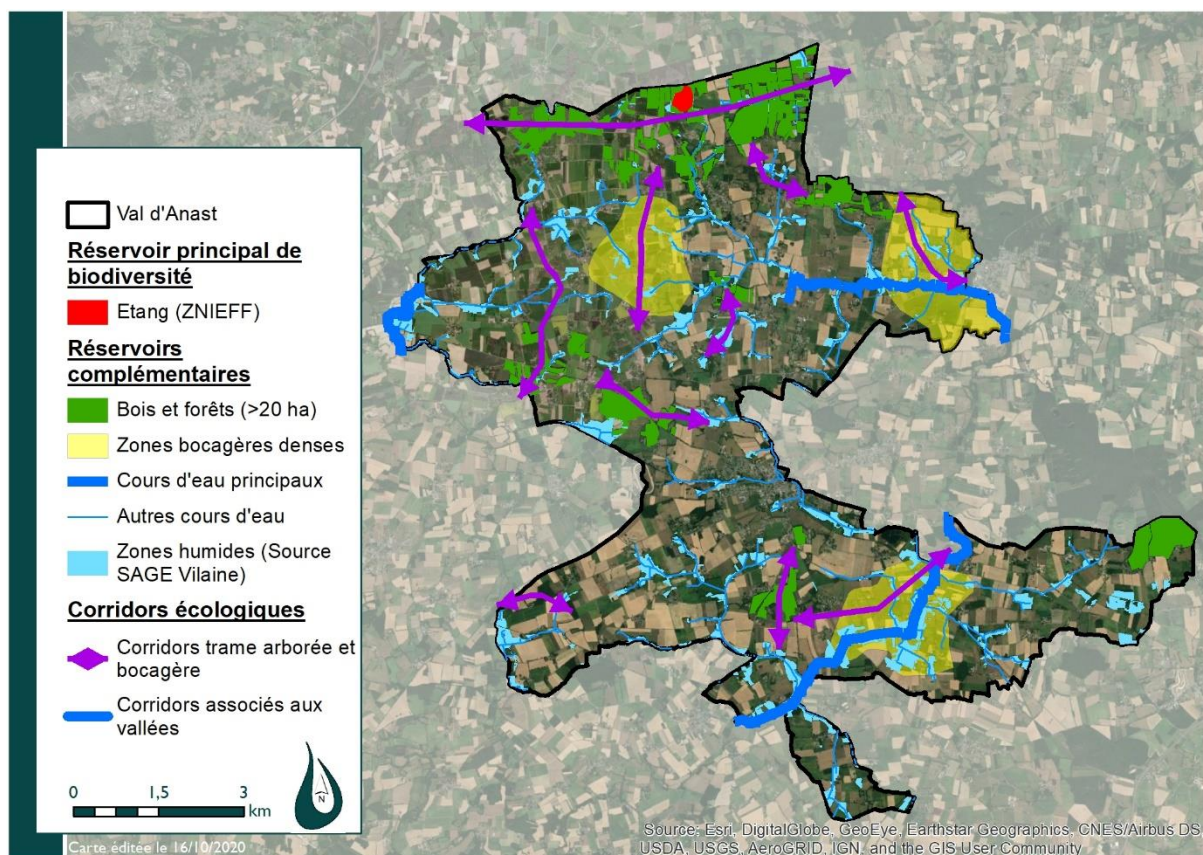 Val d'Anast
Réservoir principal de
biodiversité
Etang (ZNIEFF)
Réservoirs
complémentaires
Bois et forêts (>20 ha)
Zones bocagères denses
Cours d'eau principaux
Autres cours d'eau
Zones humides (Source
SAGE Vilaine)
Corridors écologiques
Corridors trame arborée et
bocagère
Corridors associés aux
vallées
0 1,5 3
km
N
Carte éditée le 16/10/2020
Source: Esri, DigitalGlobe, GeoEye, Earthstar Geographics, CNES/Airbus DS,
USDA, USGS, AeroGRID, IGN, and the GIS User Community